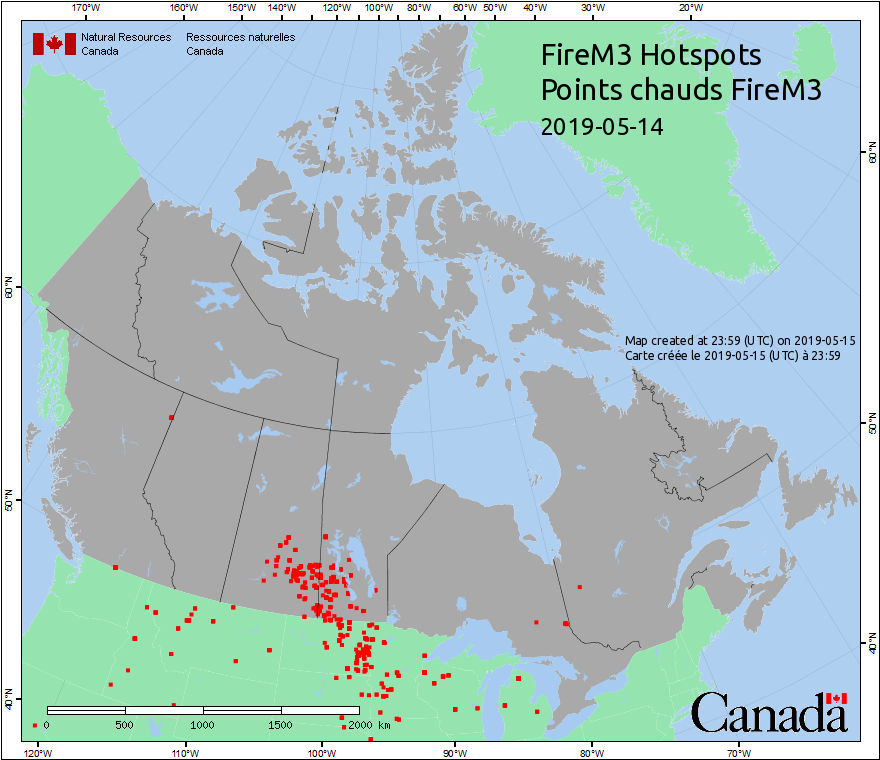 170°W 160°W 150°W 140°W 130°W 120°W 110°W 100°W 90°W 80°W 70°W 60°W 50°W 40°W 30°W 20°W
Natural Resources Ressources naturelles
Canada Canada
FireM3 Hotspots
Points chauds FireM3
2019-05-14
60°N
60°N
Map created at 23:59 (UTC) on 2019-05-15
Carte créée le 2019-05-15 (UTC) à 23:59
50°N
50°N
40°N
40°N
Canada
0 500 1000 1500 2000 km
120°W 110°W 100°W 90°W 80°W 70°W